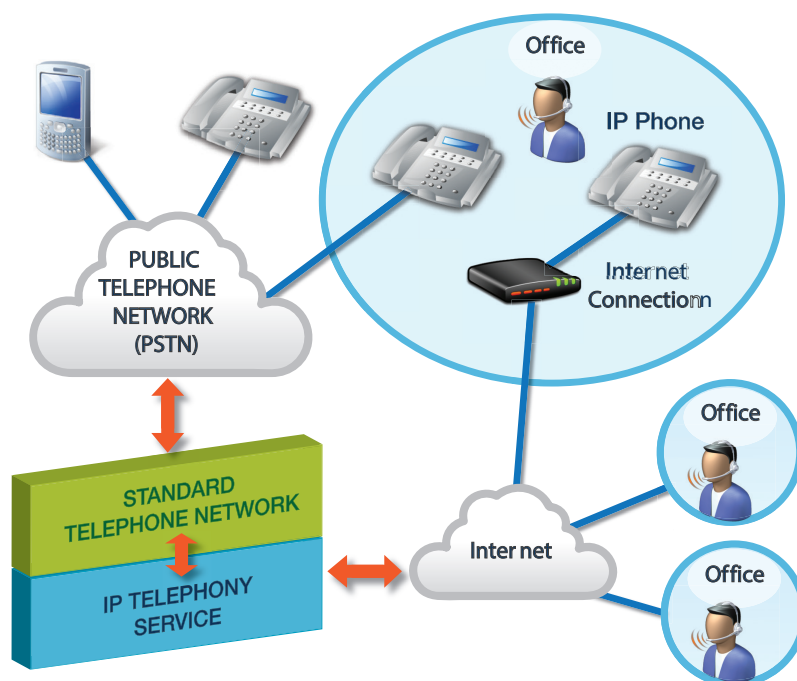 Office
IP Phone
PUBLIC
TELEPHONE
NETWORK
(PSTN)
Internet
Connection
STANDARD
TELEPHONE NETWORK
IP TELEPHONY
SERVICE
Internet
Office
Office